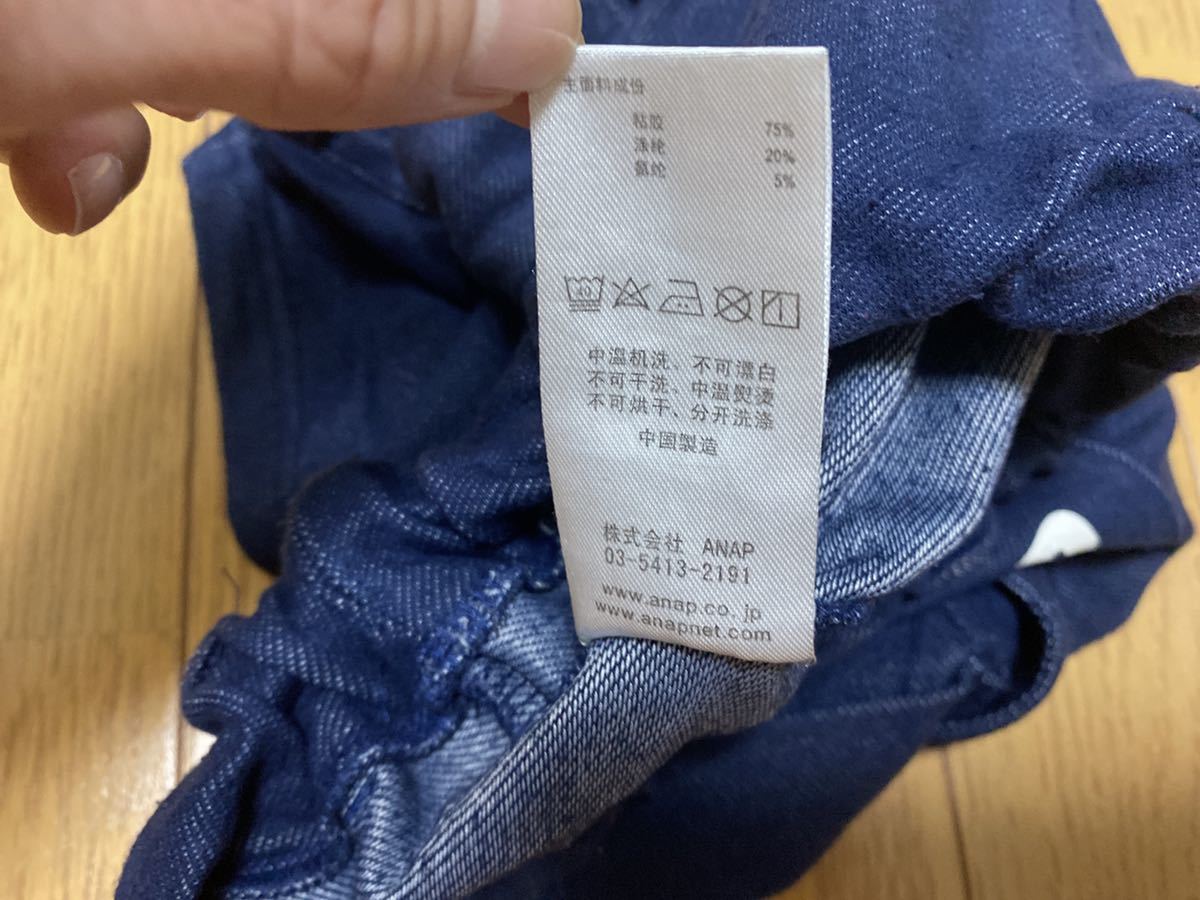 主面料成份
粘胶 75%
涤纶 20%
氨纶 5%
中温机洗、不可漂白
不可干洗、中温熨烫
不可烘干、分开洗涤
中国製造
株式会社 ANAP
03-5413-2191
www.anap.co.jp
www.anapnet.com